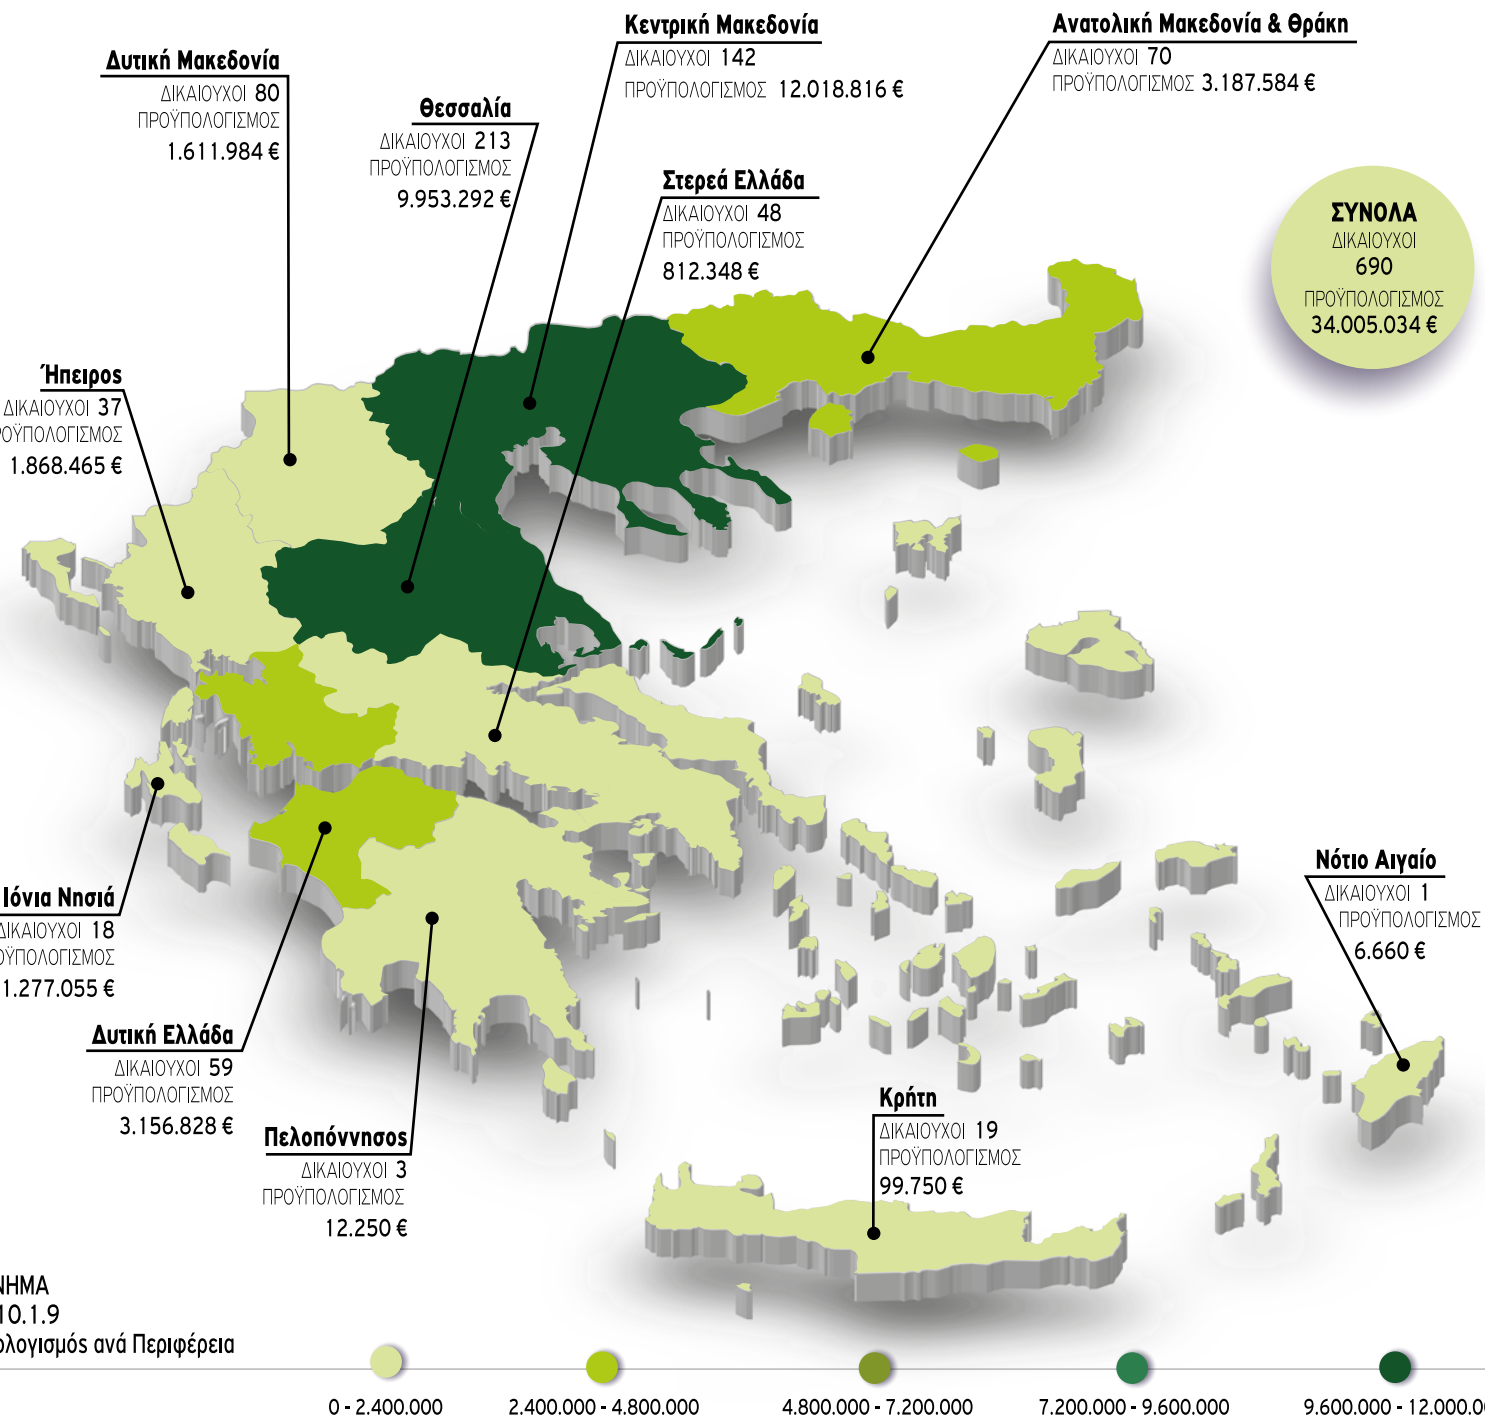 Κεντρική Μακεδονία
ΔΙΚΑΙΟΥΧΟΙ 142
ΠΡΟΫΠΟΛΟΓΙΣΜΟΣ 12.018.816 €
Ανατολική Μακεδονία & Θράκη
ΔΙΚΑΙΟΥΧΟΙ 70
ΠΡΟΫΠΟΛΟΓΙΣΜΟΣ 3.187.584 €
Δυτική Μακεδονία
ΔΙΚΑΙΟΥΧΟΙ 80
ΠΡΟΫΠΟΛΟΓΙΣΜΟΣ
1.611.984 €
Θεσσαλία
ΔΙΚΑΙΟΥΧΟΙ 213
ΠΡΟΫΠΟΛΟΓΙΣΜΟΣ
9.953.292 €
Στερεά Ελλάδα
ΔΙΚΑΙΟΥΧΟΙ 48
ΠΡΟΫΠΟΛΟΓΙΣΜΟΣ
812.348 €
ΣΥΝΟΛΑ
ΔΙΚΑΙΟΥΧΟΙ
690
ΠΡΟΫΠΟΛΟΓΙΣΜΟΣ
34.005.034 €
Ήπειρος
ΔΙΚΑΙΟΥΧΟΙ 37
ΡΟΫΠΟΛΟΓΙΣΜΟΣ
1.868.465 €
Ιόνια Νησιά
ΔΙΚΑΙΟΥΧΟΙ 18
ΟΫΠΟΛΟΓΙΣΜΟΣ
1.277.055 €
Νότιο Αιγαίο
ΔΙΚΑΙΟΥΧΟΙ 1
ΠΡΟΫΠΟΛΟΓΙΣΜΟΣ
6.660 €
Δυτική Ελλάδα
ΔΙΚΑΙΟΥΧΟΙ 59
ΠΡΟΫΠΟΛΟΓΙΣΜΟΣ
3.156.828 €
Πελοπόννησος
ΔΙΚΑΙΟΥΧΟΙ 3
ΠΡΟΫΠΟΛΟΓΙΣΜΟΣ
12.250 €
Κρήτη
ΔΙΚΑΙΟΥΧΟΙ 19
ΠΡΟΫΠΟΛΟΓΙΣΜΟΣ
99.750 €
ΝΗΜΑ
10.1.9
ολογισμός ανά Περιφέρεια
0 - 2.400.000
2.400.000 - 4.800.000
4.800.000 - 7.200.000
7.200.000 - 9.600.000
9.600.000 - 12.000.0